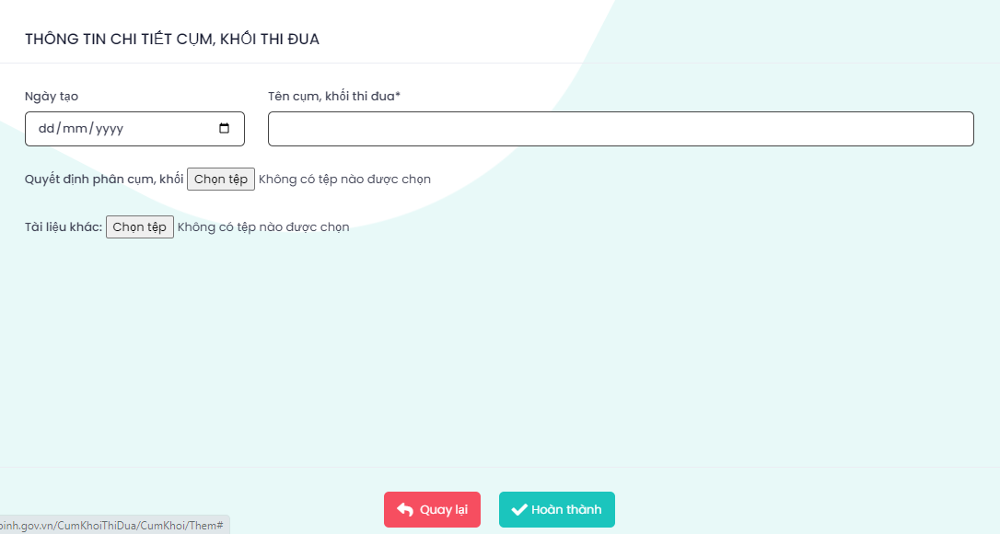 THÔNG TIN CHI TIẾT CỤM, KHỐI THI ĐUA
Ngày tạo
Tên cụm, khối thi đua*
dd/mm/yyyy
Quyết định phân cụm, khối Chọn tệp Không có tệp nào được chọn
Tài liệu khác: Chọn tệp Không có tệp nào được chọn
Quay lại
Hoàn thành
binh.gov.vn/CumKhoiThiDua/CumKhoi/Them#